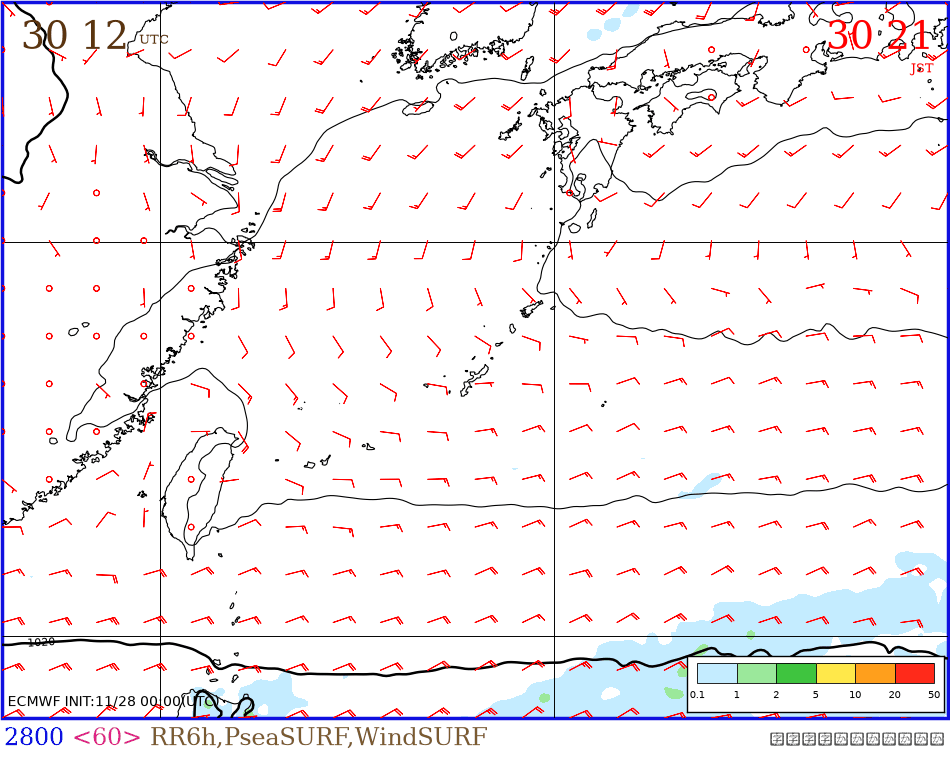 30 12 UTC
30 21
JST
1020
0.1 1 2 5 10 20 50
ECMWF INIT:11/28 00:00(UTC)
2800 <60> RR6h,PseaSURF,WindSURF